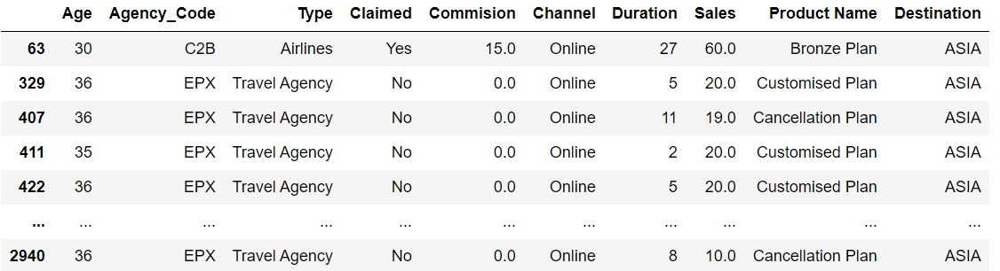 Age Agency_Code Type Claimed Commision Channel Duration Sales Product Name Destination
63 30 C2B Airlines Yes 15.0 Online 27 60.0 Bronze Plan ASIA
329 36 EPX Travel Agency No 0.0 Online 5 20.0 Customised Plan ASIA
407 36 EPX Travel Agency No 0.0 Online 11 19.0 Cancellation Plan ASIA
411 35 EPX Travel Agency No 0.0 Online 2 20.0 Customised Plan ASIA
422 36 EPX Travel Agency No 0.0 Online 5 20.0 Customised Plan ASIA
... ... ... ... ... ... ... ... ... ... ...
2940 36 EPX Travel Agency No 0.0 Online 8 10.0 Cancellation Plan ASIA